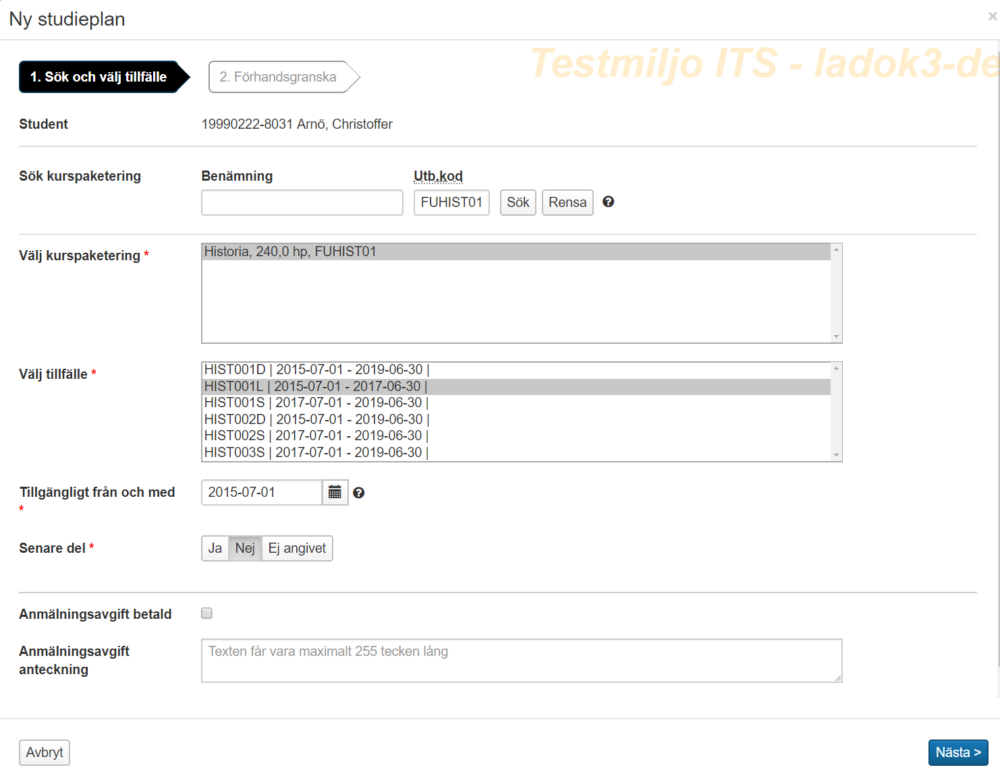 Ny studieplan
×
Testmiljo ITS - ladok3-de
1. Sök och välj tillfälle
2. Förhandsgranska
Student 19990222-8031 Arnö, Christoffer
Sök kurspaketering Benämning Utb.kod
FUHIST01 Sök Rensa ?
Välj kurspaketering * Historia, 240,0 hp, FUHIST01
Välj tillfälle * HIST001D | 2015-07-01 - 2019-06-30 |
HIST001L | 2015-07-01 - 2017-06-30 |
HIST001S | 2017-07-01 - 2019-06-30 |
HIST002D | 2015-07-01 - 2019-06-30 |
HIST002S | 2017-07-01 - 2019-06-30 |
HIST003S | 2017-07-01 - 2019-06-30 |
Tillgängligt från och med 2015-07-01 ?
*
Senare del * Ja Nej Ej angivet
Anmälningsavgift betald
Anmälningsavgift Texten får vara maximalt 255 tecken lång
anteckning
Avbryt Nästa >